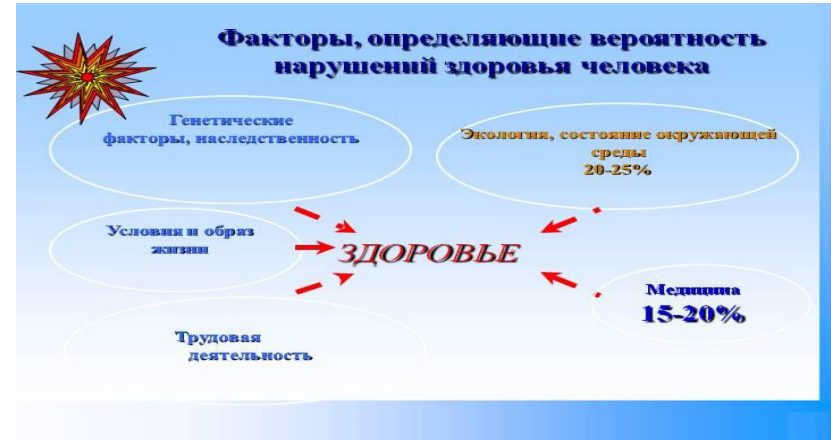 Факторы, определяющие вероятность
нарушений здоровья человека
Генетические
факторы, наследственность
Экология, состояние окружающей
среды
20-25%
Условия и образ
жизни
ЗДОРОВЬЕ
Медицина
15-20%
Трудовая
деятельность